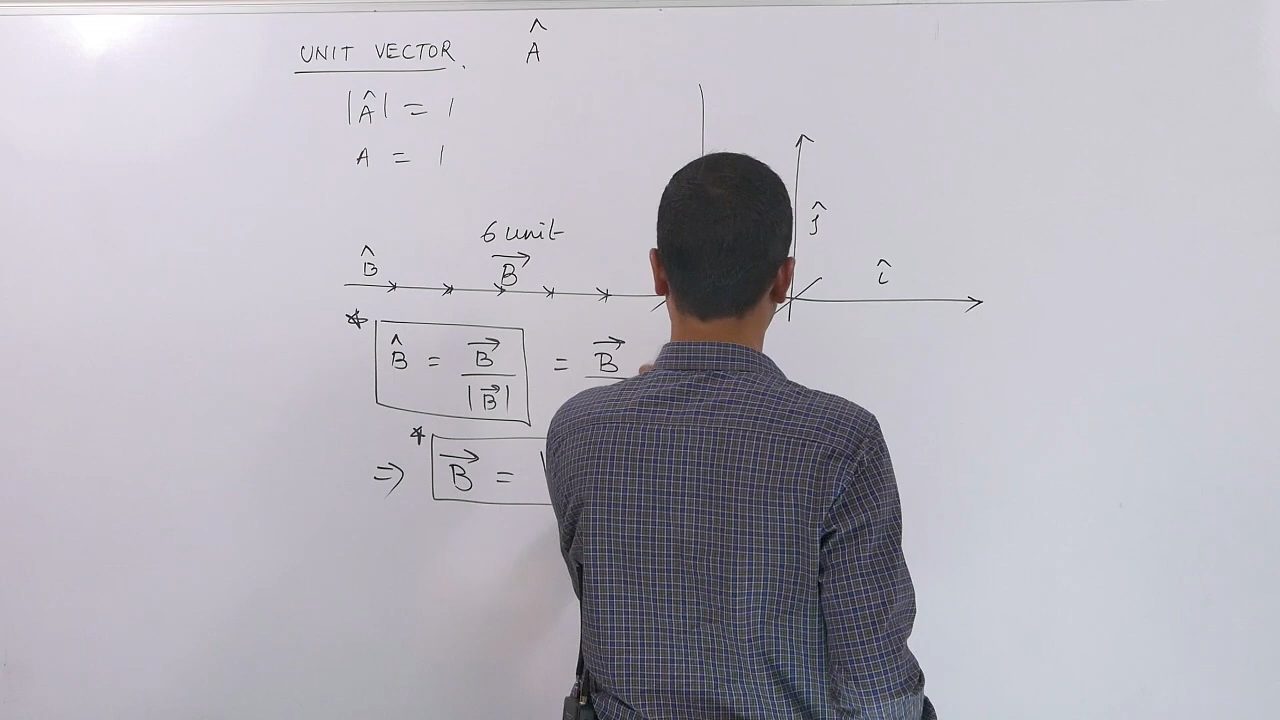 UNIT VECTOR. Â
|Â| = 1
A = 1
6 unit
B̂ B⃗
ĵ
î
* B̂ = B⃗ / |B⃗| = B⃗
* ⇒ B⃗ =